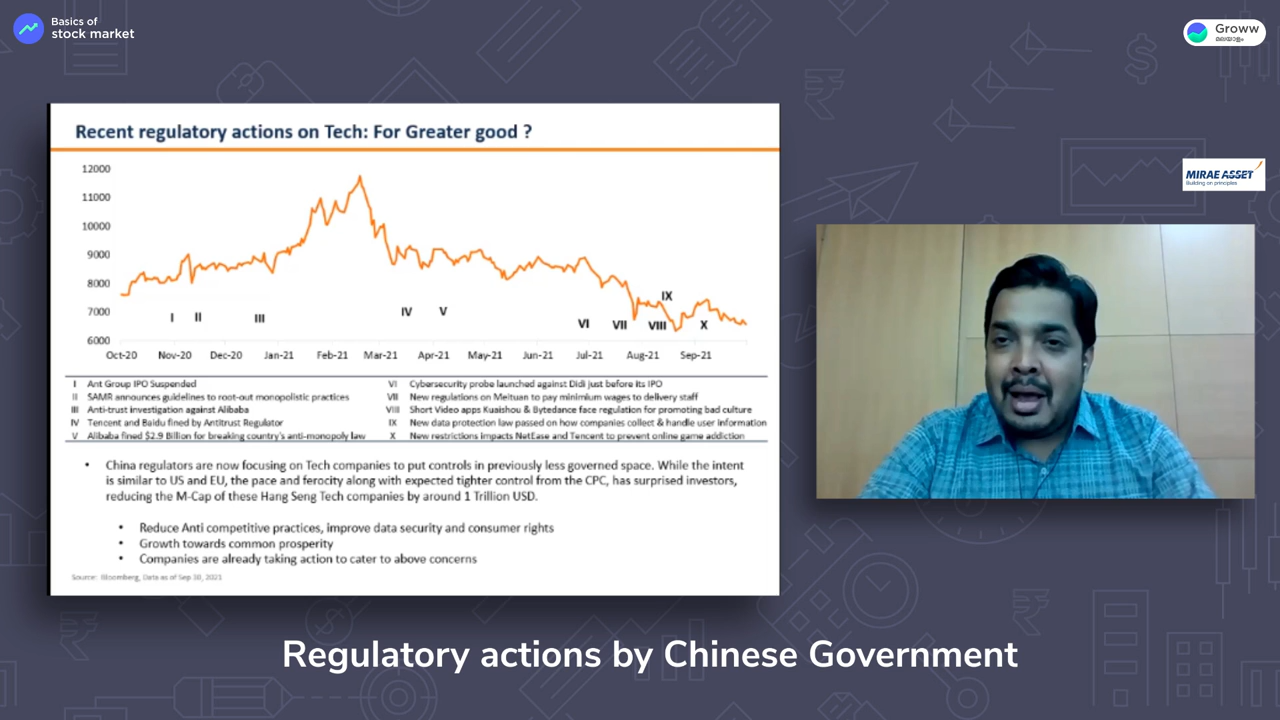 Basics of
stock market
Groww
മലയാളം
Recent regulatory actions on Tech: For Greater good ?
12000
11000
10000
9000
8000
7000
6000
I II III IV V VI VII VIII IX X
Oct-20 Nov-20 Dec-20 Jan-21 Feb-21 Mar-21 Apr-21 May-21 Jun-21 Jul-21 Aug-21 Sep-21
I Ant Group IPO Suspended
II SAMR announces guidelines to root-out monopolistic practices
III Anti-trust investigation against Alibaba
IV Tencent and Baidu fined by Antitrust Regulator
V Alibaba fined $2.9 Billion for breaking country's anti-monopoly law
VI Cybersecurity probe launched against Didi just before its IPO
VII New regulations on Meituan to pay minimium wages to delivery staff
VIII Short Video apps Kuaishou & Bytedance face regulation for promoting bad culture
IX New data protection law passed on how companies collect & handle user information
X New restrictions impacts NetEase and Tencent to prevent online game addiction
• China regulators are now focusing on Tech companies to put controls in previously less governed space. While the intent
is similar to US and EU, the pace and ferocity along with expected tighter control from the CPC, has surprised investors,
reducing the M-Cap of these Hang Seng Tech companies by around 1 Trillion USD.
• Reduce Anti competitive practices, improve data security and consumer rights
• Growth towards common prosperity
• Companies are already taking action to cater to above concerns
Source: Bloomberg, Data as of Sep 30, 2021
MIRAE ASSET
Building on principles
Regulatory actions by Chinese Government